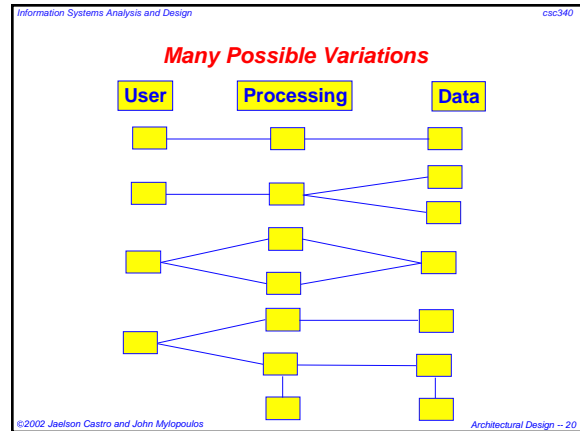 Information Systems Analysis and Design csc340
Many Possible Variations
User Processing Data
©2002 Jaelson Castro and John Mylopoulos Architectural Design -- 20